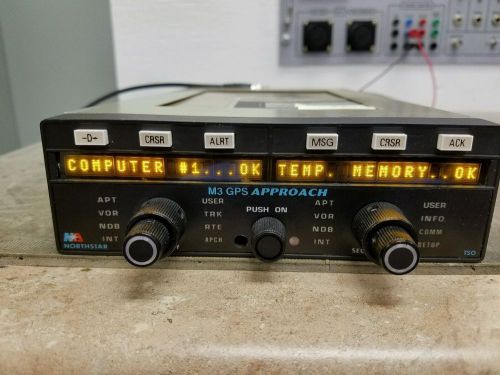 -D→ CRSR ALRT MSG CRSR ACK
COMPUTER #1...OK TEMP. MEMORY..OK
M3 GPS APPROACH
APT USER PUSH ON APT USER
VOR TRK VOR INFO
NDB RTE NDB COMM
INT APCH INT SETUP
NORTHSTAR TSO